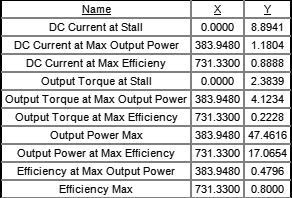 Name X Y
DC Current at Stall 0.0000 8.8941
DC Current at Max Output Power 383.9480 1.1804
DC Current at Max Efficieny 731.3300 0.8888
Output Torque at Stall 0.0000 2.3839
Output Torque at Max Output Power 383.9480 4.1234
Output Torque at Max Efficiency 731.3300 0.2228
Output Power Max 383.9480 47.4616
Output Power at Max Efficiency 731.3300 17.0654
Efficiency at Max Output Power 383.9480 0.4796
Efficiency Max 731.3300 0.8000